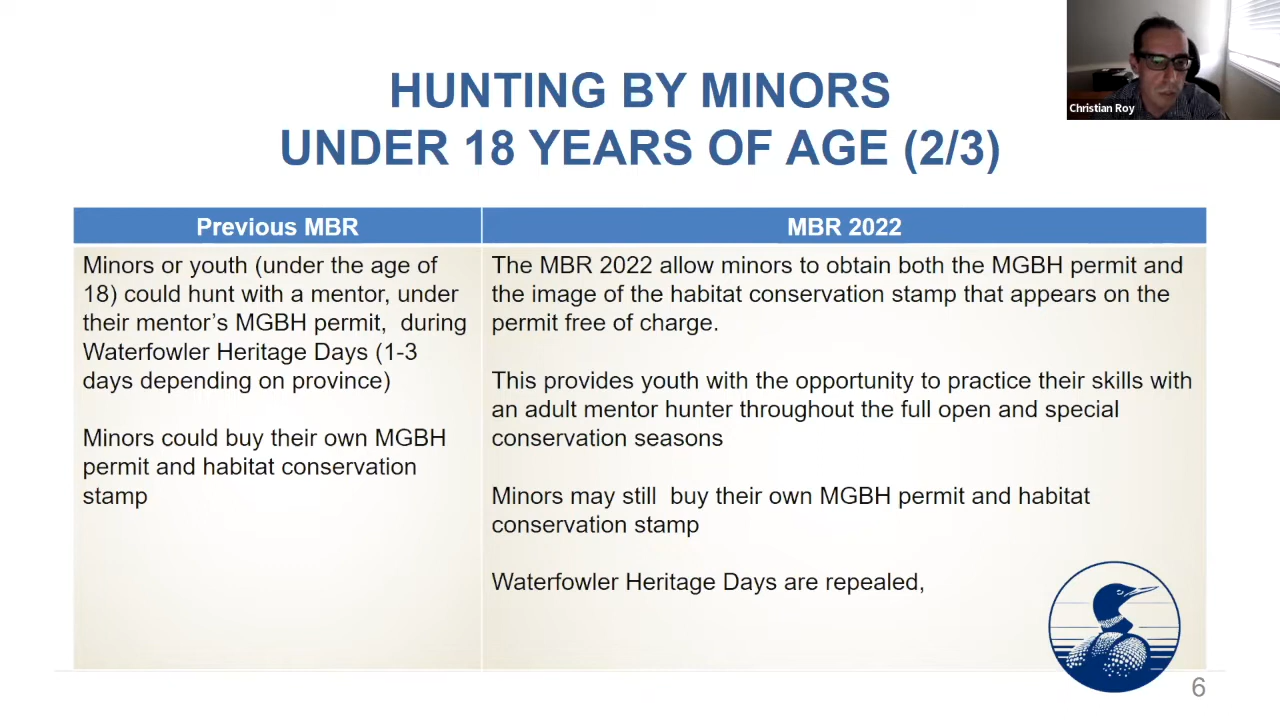 Christian Roy
HUNTING BY MINORS
UNDER 18 YEARS OF AGE (2/3)
Previous MBR
Minors or youth (under the age of
18) could hunt with a mentor, under
their mentor's MGBH permit, during
Waterfowler Heritage Days (1-3
days depending on province)
Minors could buy their own MGBH
permit and habitat conservation
stamp
MBR 2022
The MBR 2022 allow minors to obtain both the MGBH permit and
the image of the habitat conservation stamp that appears on the
permit free of charge.
This provides youth with the opportunity to practice their skills with
an adult mentor hunter throughout the full open and special
conservation seasons
Minors may still buy their own MGBH permit and habitat
conservation stamp
Waterfowler Heritage Days are repealed,
6